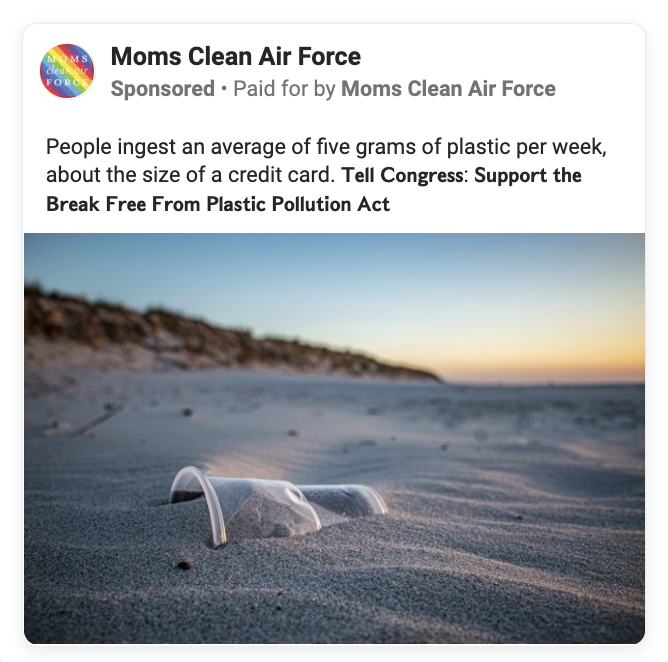 MOMS
clean air
FORCE
Moms Clean Air Force
Sponsored · Paid for by Moms Clean Air Force
People ingest an average of five grams of plastic per week,
about the size of a credit card. Tell Congress: Support the
Break Free From Plastic Pollution Act